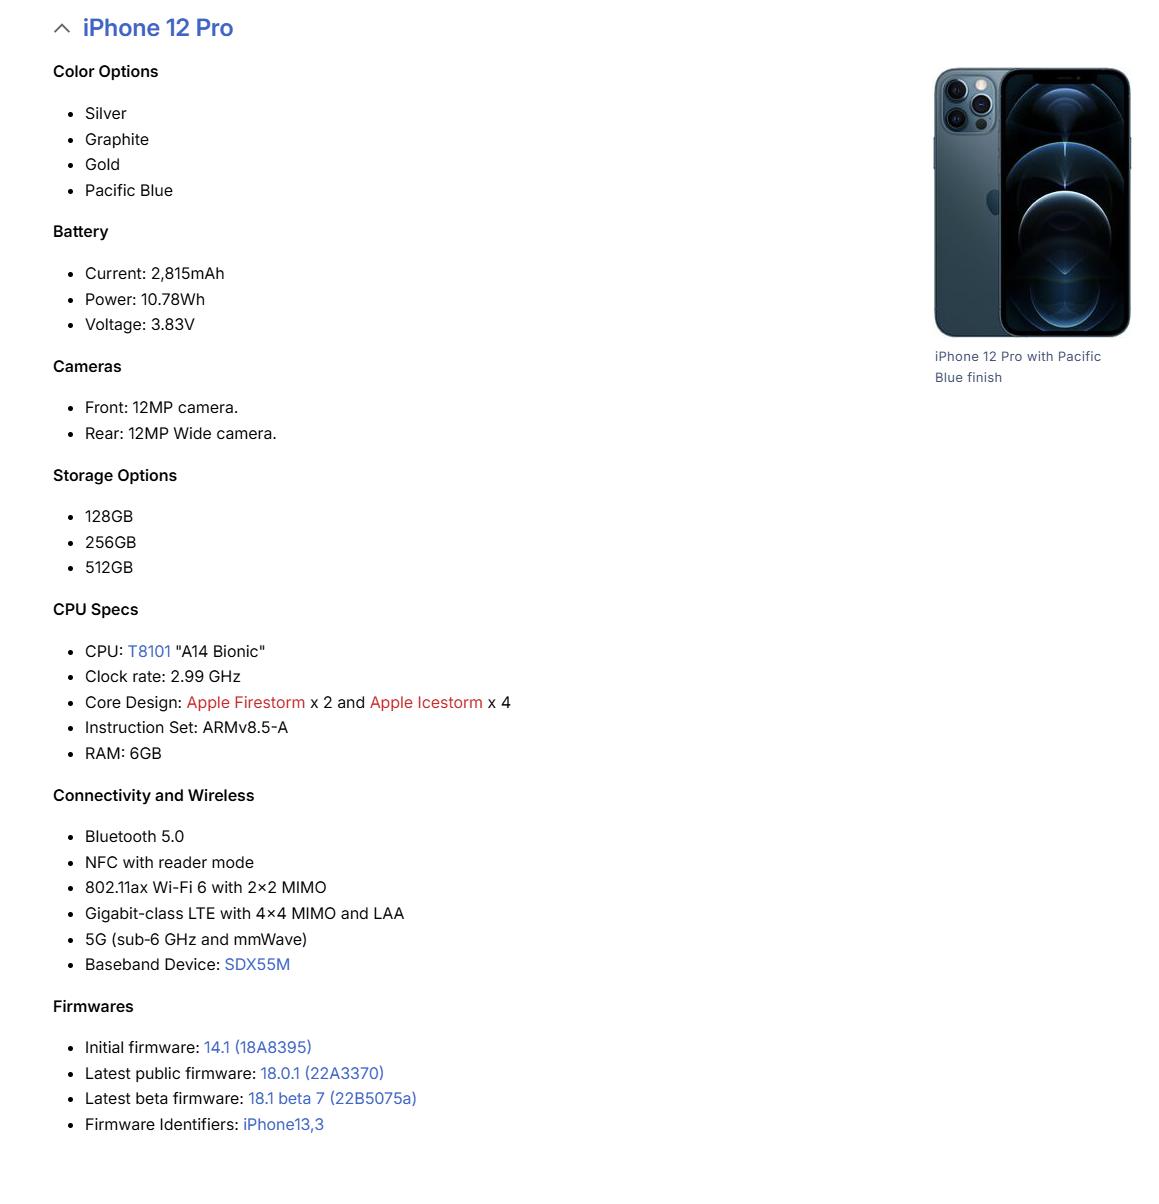 iPhone 12 Pro
Color Options
Silver
Graphite
Gold
Pacific Blue
Battery
Current: 2,815mAh
Power: 10.78Wh
Voltage: 3.83V
Cameras
Front: 12MP camera.
Rear: 12MP Wide camera.
Storage Options
128GB
256GB
512GB
CPU Specs
CPU: T8101 "A14 Bionic"
Clock rate: 2.99 GHz
Core Design: Apple Firestorm x 2 and Apple Icestorm x 4
Instruction Set: ARMv8.5-A
RAM: 6GB
Connectivity and Wireless
Bluetooth 5.0
NFC with reader mode
802.11ax Wi-Fi 6 with 2×2 MIMO
Gigabit-class LTE with 4×4 MIMO and LAA
5G (sub‑6 GHz and mmWave)
Baseband Device: SDX55M
Firmwares
Initial firmware: 14.1 (18A8395)
Latest public firmware: 18.0.1 (22A3370)
Latest beta firmware: 18.1 beta 7 (22B5075a)
Firmware Identifiers: iPhone13,3
iPhone 12 Pro with Pacific
Blue finish